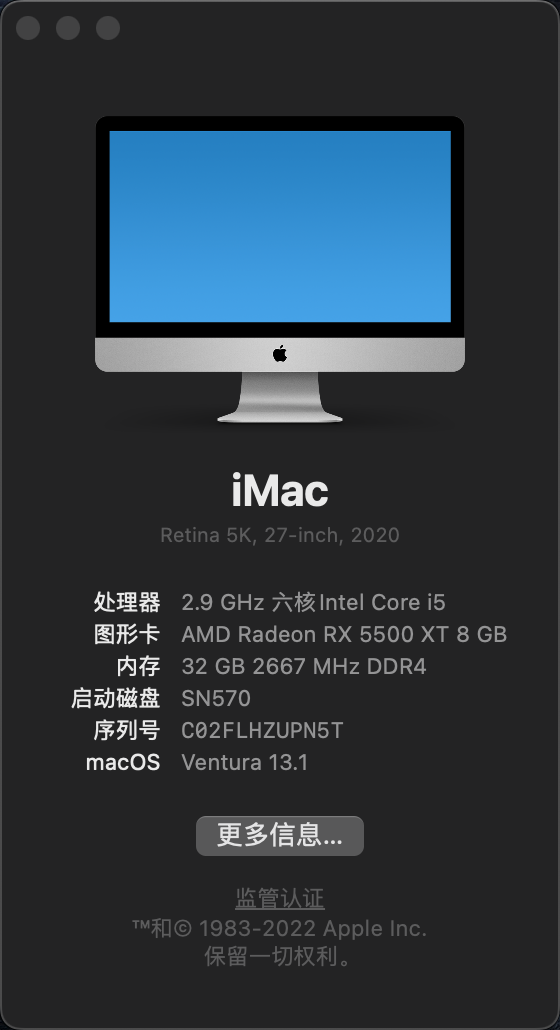 iMac
Retina 5K, 27-inch, 2020
处理器 2.9 GHz 六核Intel Core i5
图形卡 AMD Radeon RX 5500 XT 8 GB
内存 32 GB 2667 MHz DDR4
启动磁盘 SN570
序列号 C02FLHZUPN5T
macOS Ventura 13.1
更多信息...
监管认证
™和© 1983-2022 Apple Inc.
保留一切权利。